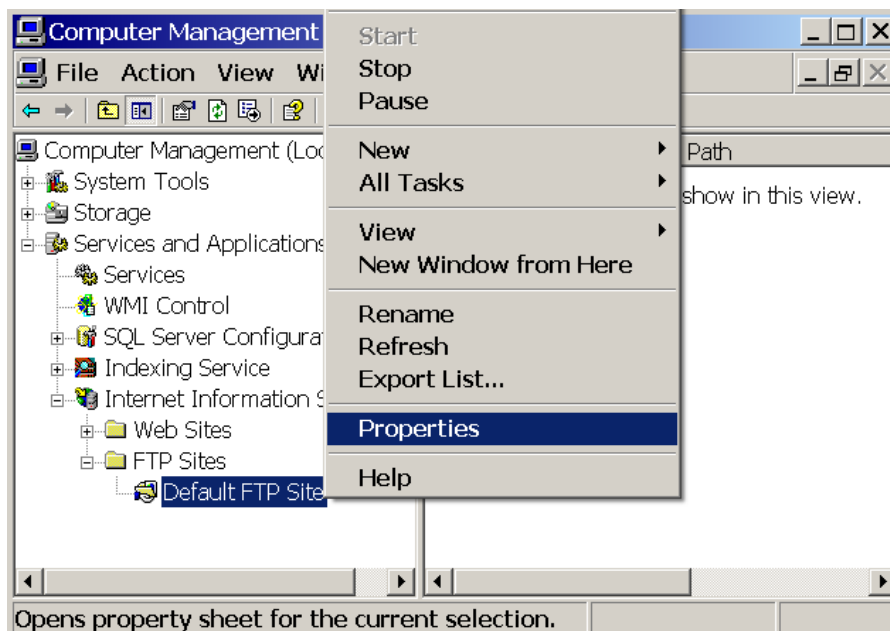 Computer Management
File Action View Wi
Computer Management (Loc
System Tools
Storage
Services and Applications
Services
WMI Control
SQL Server Configura
Indexing Service
Internet Information S
Web Sites
FTP Sites
Default FTP Site
Start
Stop
Pause
New
All Tasks
View
New Window from Here
Rename
Refresh
Export List...
Properties
Help
Path
show in this view.
Opens property sheet for the current selection.